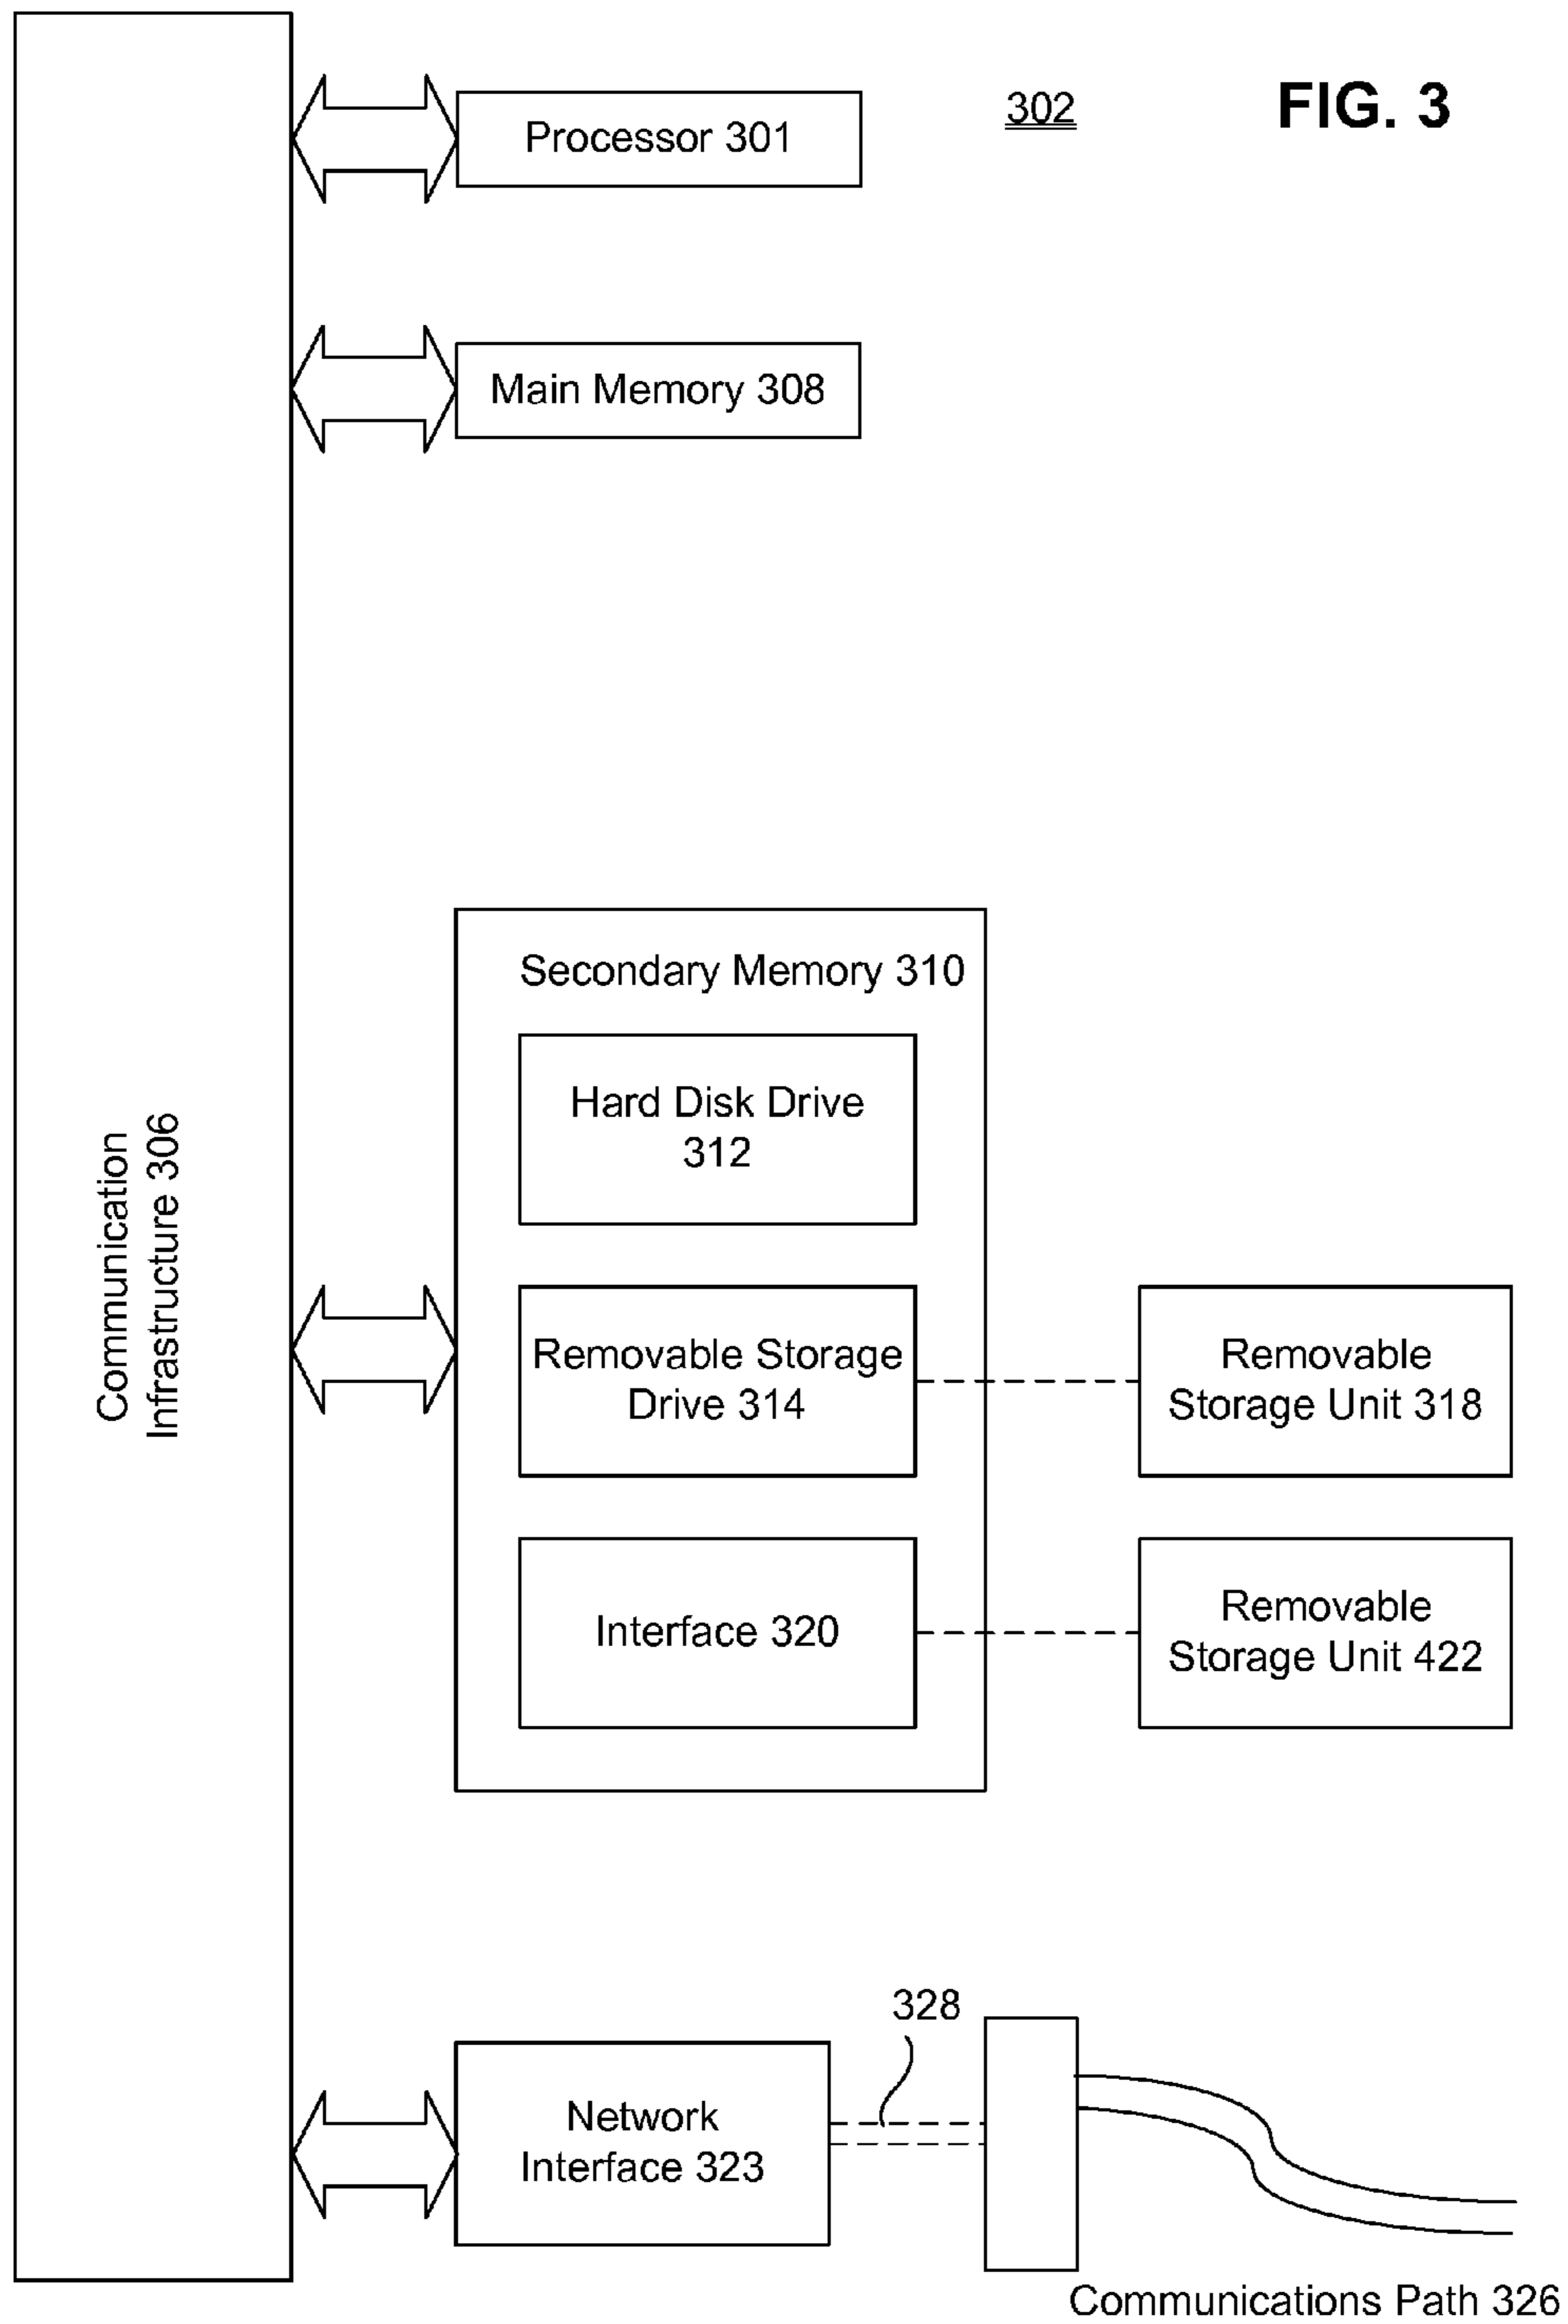 302
FIG. 3
Processor 301
Main Memory 308
Communication
Infrastructure 306
Secondary Memory 310
Hard Disk Drive
312
Removable Storage
Drive 314
Removable
Storage Unit 318
Interface 320
Removable
Storage Unit 422
328
Network
Interface 323
Communications Path 326